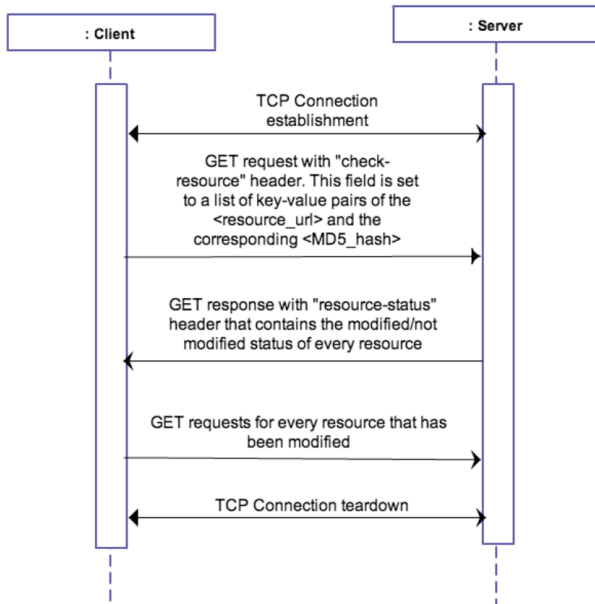 : Client
: Server
TCP Connection
establishment
GET request with "check-
resource" header. This field is set
to a list of key-value pairs of the
<resource_url> and the
corresponding <MD5_hash>
GET response with "resource-status"
header that contains the modified/not
modified status of every resource
GET requests for every resource that has
been modified
TCP Connection teardown